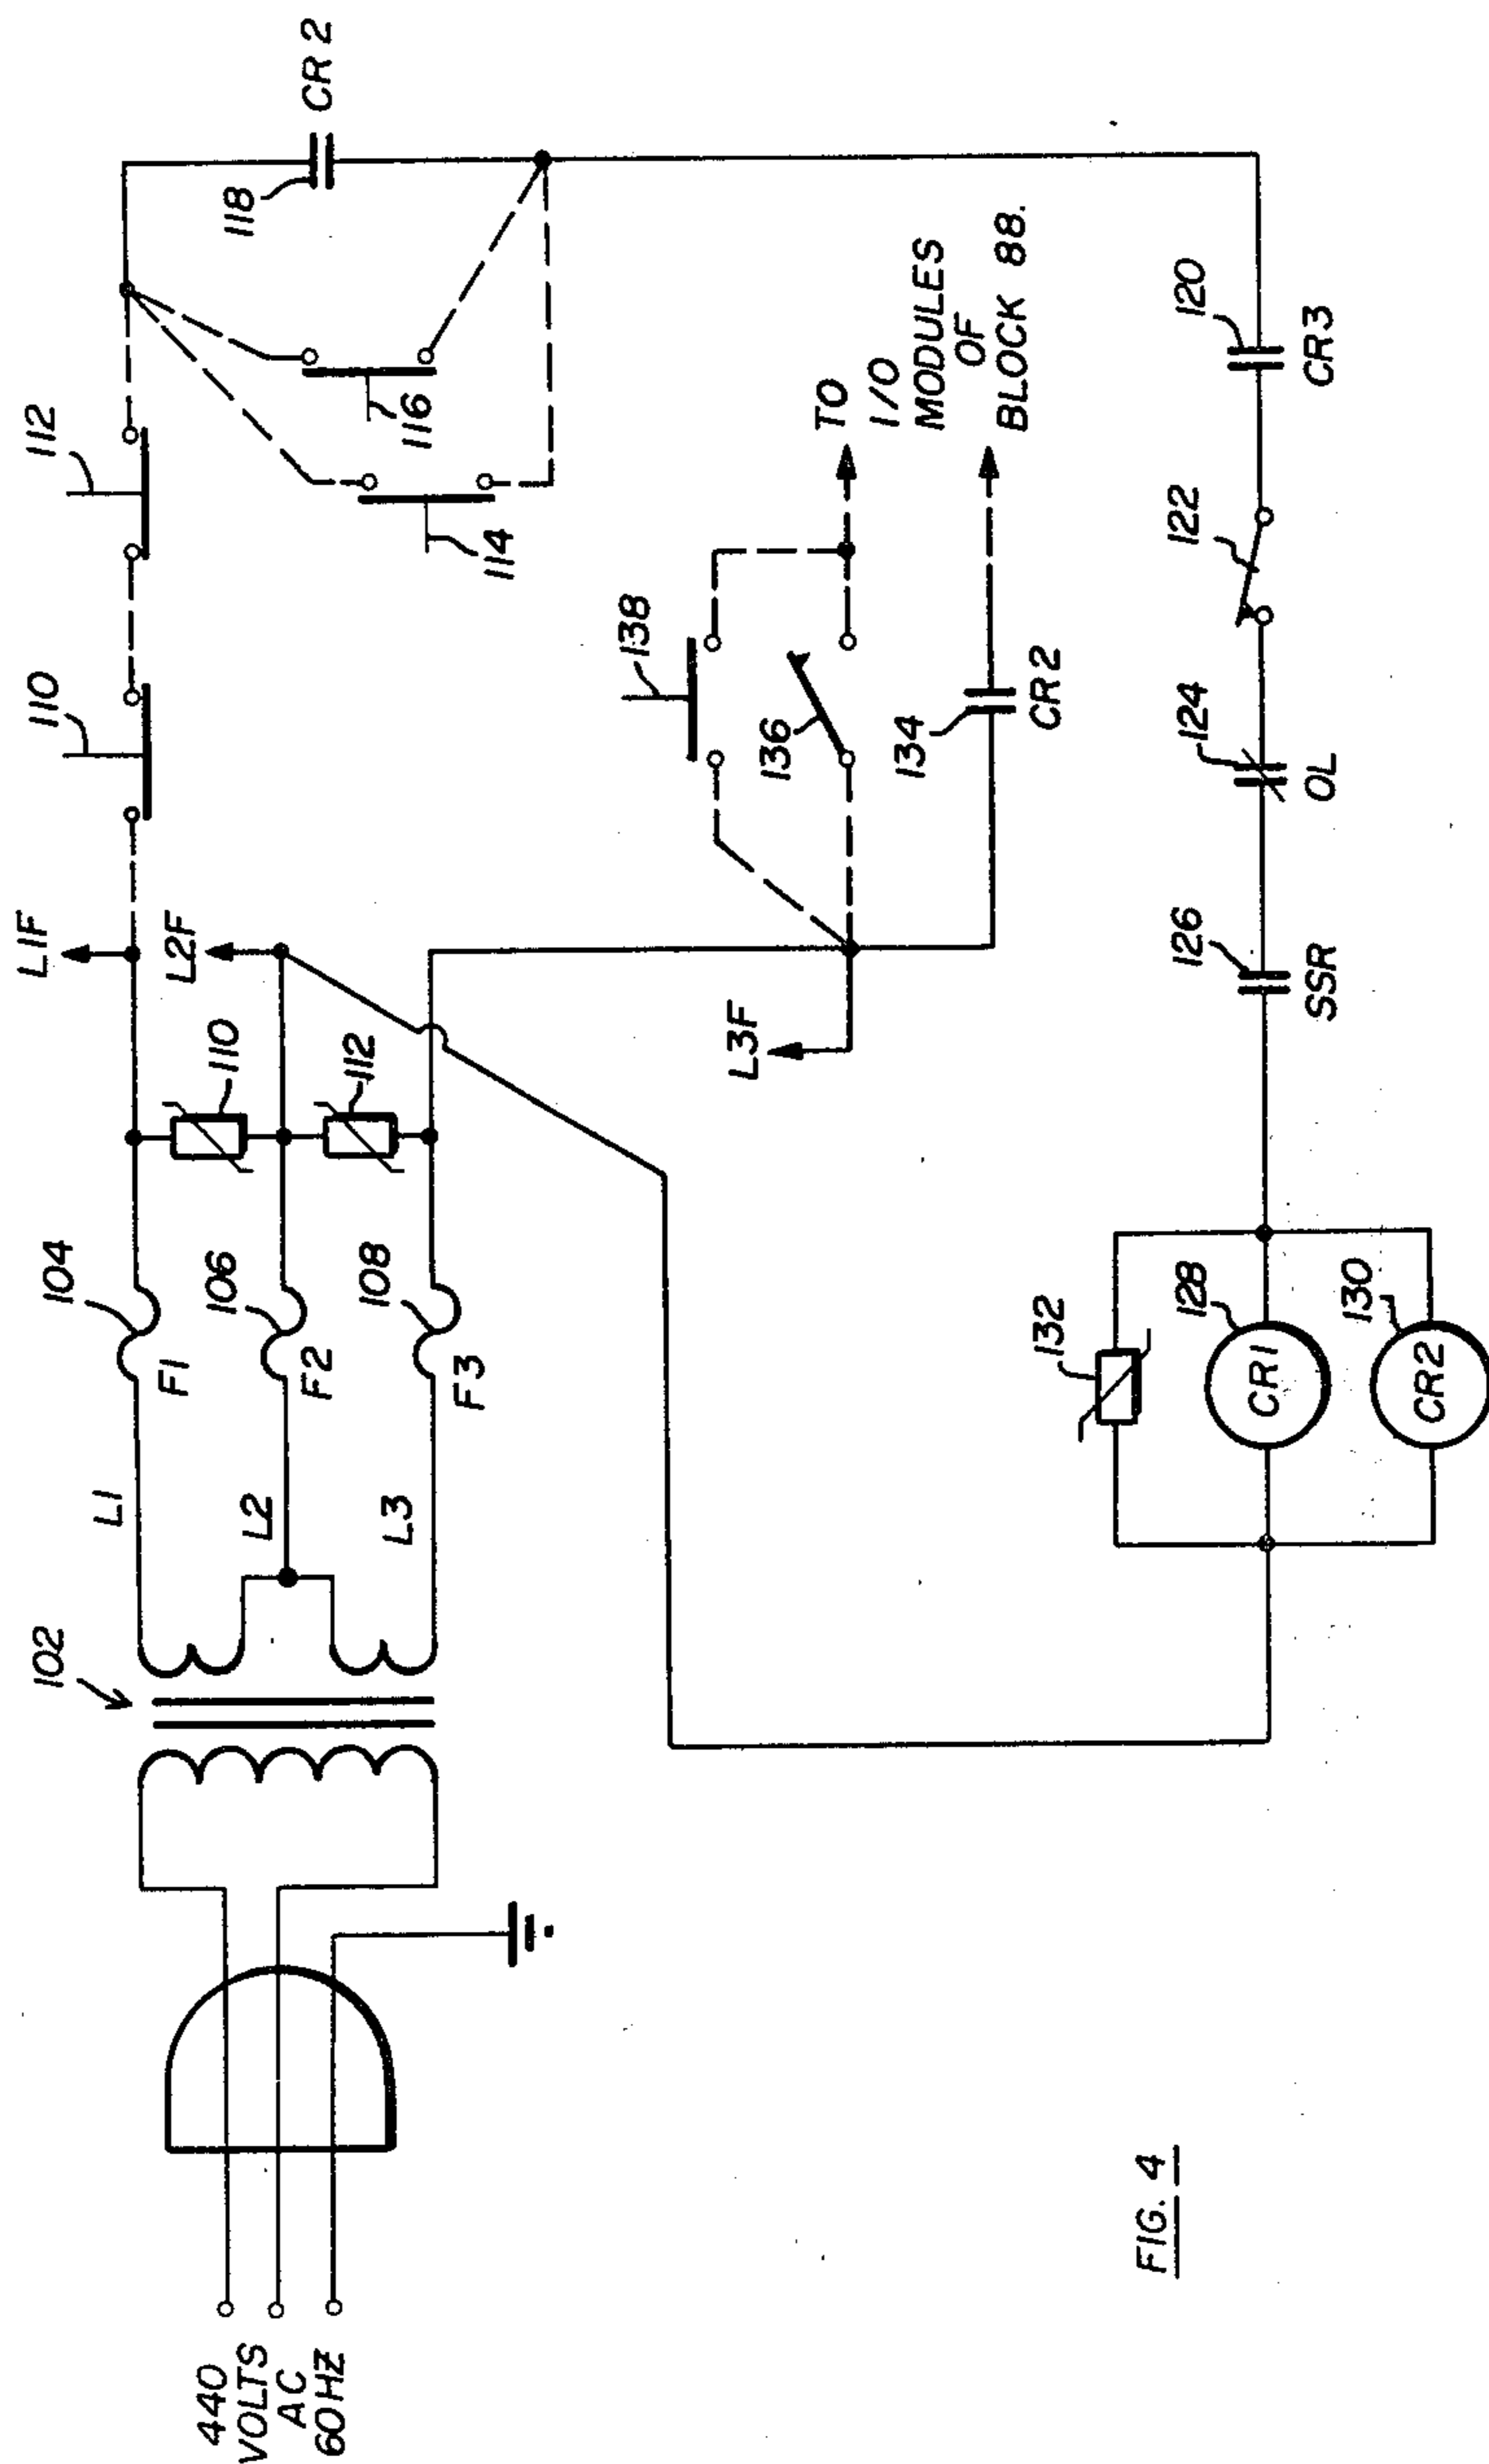 440
VOLTS
AC
60HZ
102
L1
L2
L3
104
F1
106
F2
108
F3
110
112
L1F
L2F
L3F
110
112
114
116
118
CR2
138
136
134
CR2
TO
I/O
MODULES
OF
BLOCK 88.
132
128
CR1
130
CR2
126
SSR
124
OL
122
120
CR3
FIG. 4